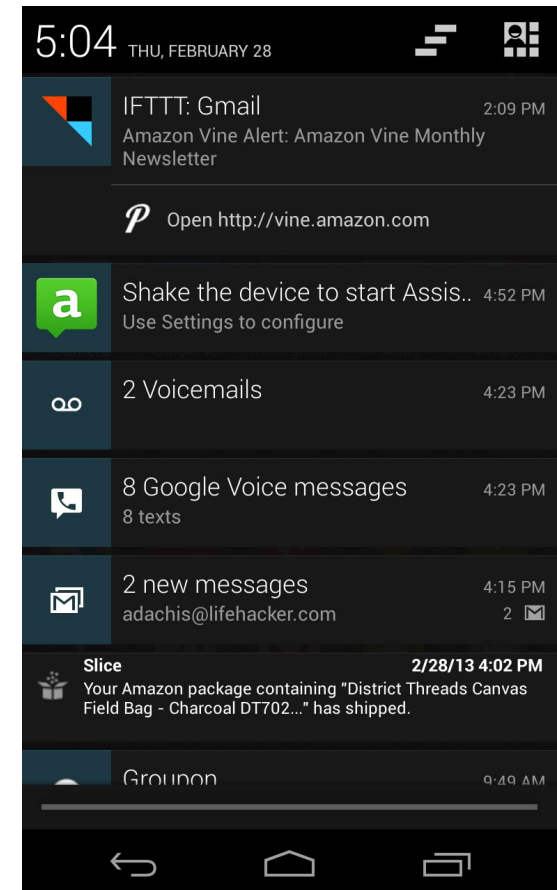 5:04 THU, FEBRUARY 28
IFTTT: Gmail 2:09 PM
Amazon Vine Alert: Amazon Vine Monthly
Newsletter
Open http://vine.amazon.com
a
Shake the device to start Assis.. 4:52 PM
Use Settings to configure
2 Voicemails 4:23 PM
8 Google Voice messages 4:23 PM
8 texts
2 new messages 4:15 PM
adachis@lifehacker.com 2
Slice 2/28/13 4:02 PM
Your Amazon package containing "District Threads Canvas
Field Bag - Charcoal DT702..." has shipped.
Groupon 9:49 AM